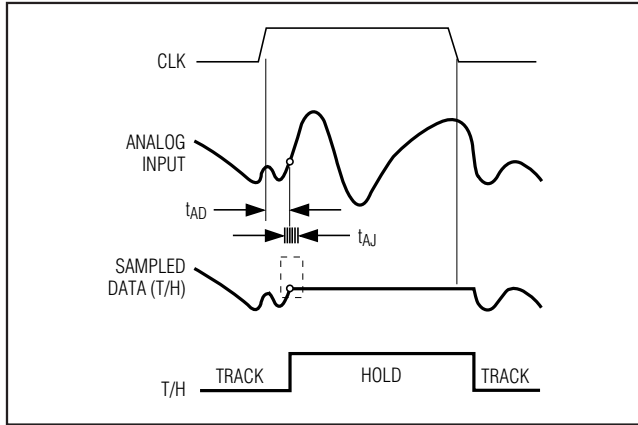 CLK
ANALOG
INPUT
tAD
tAJ
SAMPLED
DATA (T/H)
TRACK HOLD TRACK
T/H